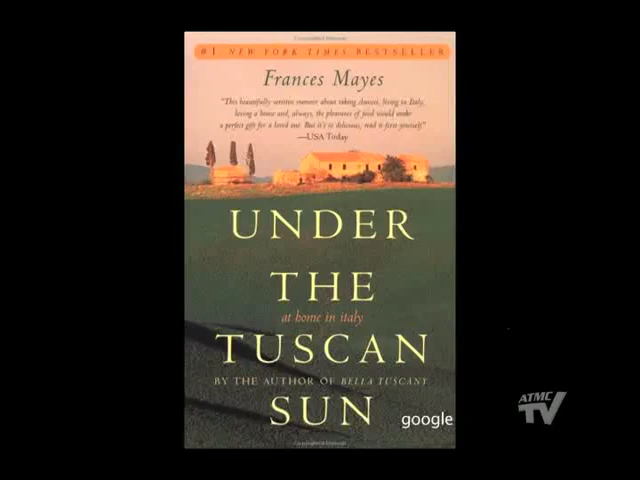 #1 NEW YORK TIMES BESTSELLER
Frances Mayes
"This beautifully written memoir about taking chances, living in Italy,
loving a house and, always, the pleasures of food would make
a perfect gift for a loved one. But it's so delicious, read it first yourself."
—USA Today
UNDER
THE
at home in italy
TUSCAN
BY THE AUTHOR OF BELLA TUSCANY
SUN
google
ATMC
TV